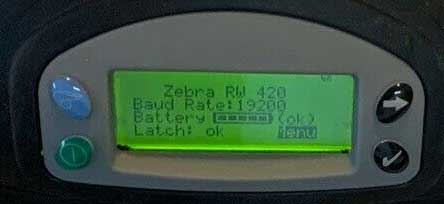 Zebra RW 420
Baud Rate:19200
Battery (ok)
Latch: ok Menu